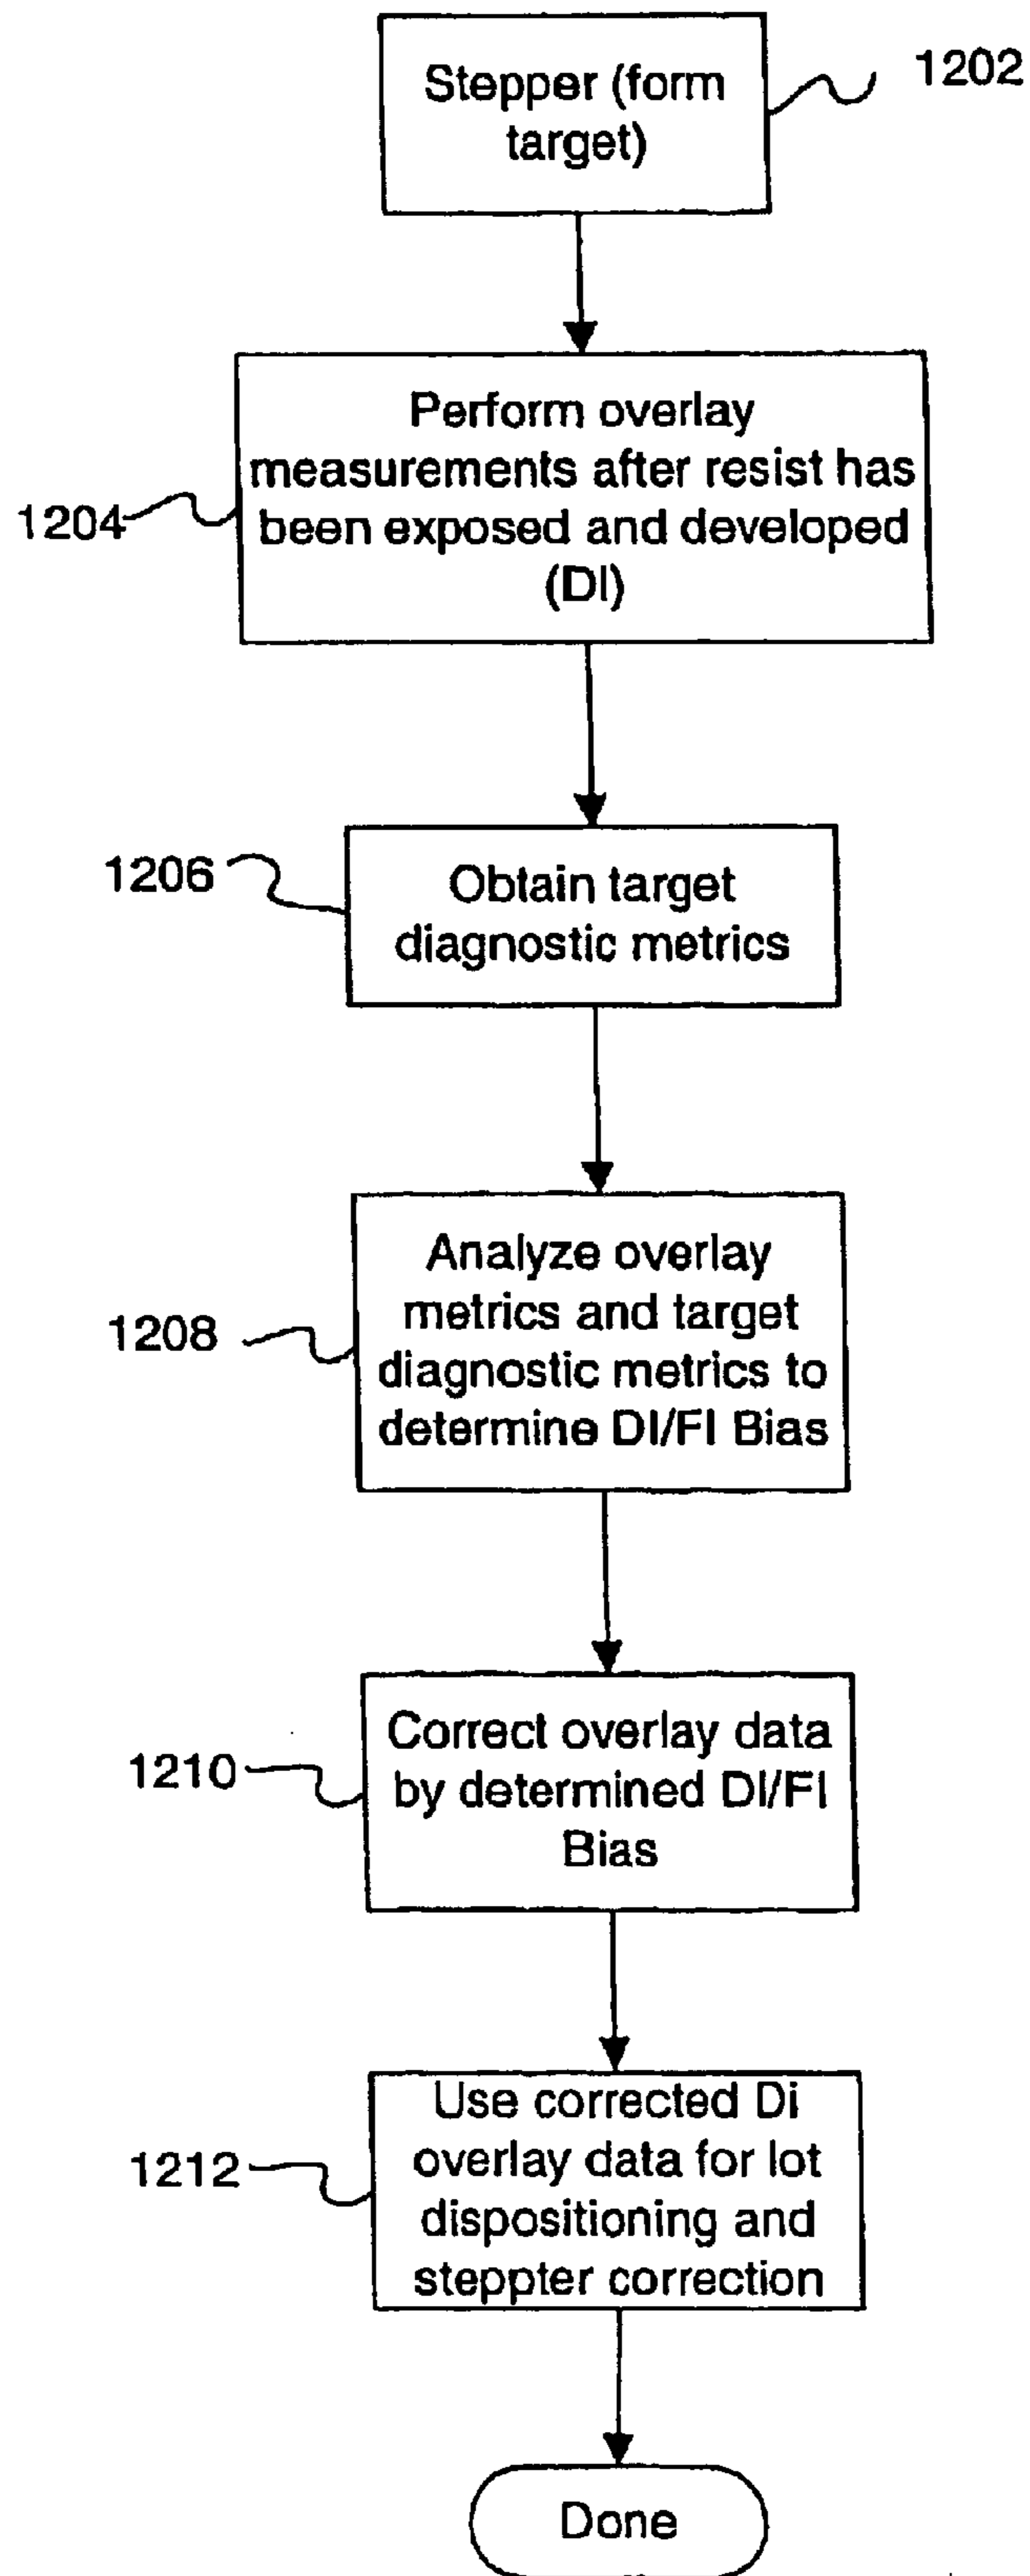 Stepper (form
target)
1202
Perform overlay
measurements after resist has
been exposed and developed
(DI)
1204
1206
Obtain target
diagnostic metrics
1208
Analyze overlay
metrics and target
diagnostic metrics to
determine DI/FI Bias
1210
Correct overlay data
by determined DI/FI
Bias
1212
Use corrected Di
overlay data for lot
dispositioning and
steppter correction
Done